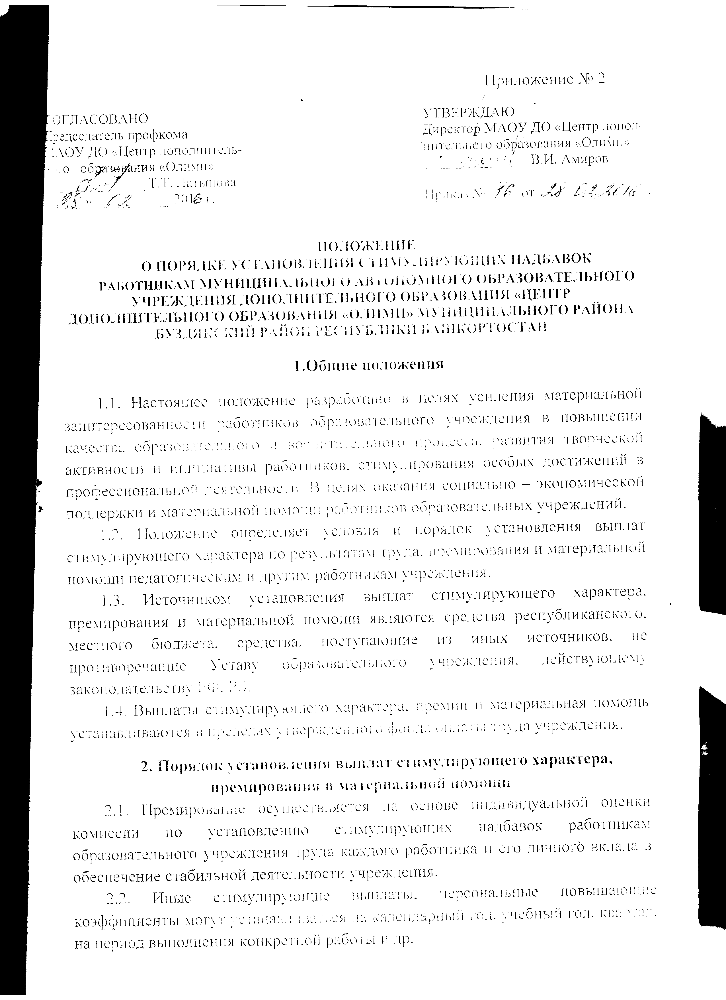 Приложение № 2
СОГЛАСОВАНО
Председатель профкома
МАОУ ДО «Центр дополнитель-
ного образования «Олимп»
Т.Т. Латыпова
2016 г.
УТВЕРЖДАЮ
Директор МАОУ ДО «Центр допол-
нительного образования «Олимп»
В.И. Амиров
Приказ № 16 от 28.02.2016
ПОЛОЖЕНИЕ
О ПОРЯДКЕ УСТАНОВЛЕНИЯ СТИМУЛИРУЮЩИХ НАДБАВОК
РАБОТНИКАМ МУНИЦИПАЛЬНОГО АВТОНОМНОГО ОБРАЗОВАТЕЛЬНОГО
УЧРЕЖДЕНИЯ ДОПОЛНИТЕЛЬНОГО ОБРАЗОВАНИЯ «ЦЕНТР
ДОПОЛНИТЕЛЬНОГО ОБРАЗОВАНИЯ «ОЛИМП» МУНИЦИПАЛЬНОГО РАЙОНА
БУЗДЯКСКИЙ РАЙОН РЕСПУБЛИКИ БАШКОРТОСТАН
1.Общие положения
1.1. Настоящее положение разработано в целях усиления материальной
заинтересованности работников образовательного учреждения в повышении
качества образовательного и воспитательного процесса, развития творческой
активности и инициативы работников, стимулирования особых достижений в
профессиональной деятельности. В целях оказания социально – экономической
поддержки и материальной помощи работников образовательных учреждений.
1.2. Положение определяет условия и порядок установления выплат
стимулирующего характера по результатам труда, премирования и материальной
помощи педагогическим и другим работникам учреждения.
1.3. Источником установления выплат стимулирующего характера,
премирования и материальной помощи являются средства республиканского,
местного бюджета, средства, поступающие из иных источников, не
противоречащие Уставу образовательного учреждения, действующему
законодательству РФ, РБ.
1.4. Выплаты стимулирующего характера, премии и материальная помощь
устанавливаются в пределах утвержденного фонда оплаты труда учреждения.
2. Порядок установления выплат стимулирующего характера,
премирования и материальной помощи
2.1. Премирование осуществляется на основе индивидуальной оценки
комиссии по установлению стимулирующих надбавок работникам
образовательного учреждения труда каждого работника и его личного вклада в
обеспечение стабильной деятельности учреждения.
2.2. Иные стимулирующие выплаты, персональные повышающие
коэффициенты могут устанавливаться на календарный год, учебный год, квартал,
на период выполнения конкретной работы и др.